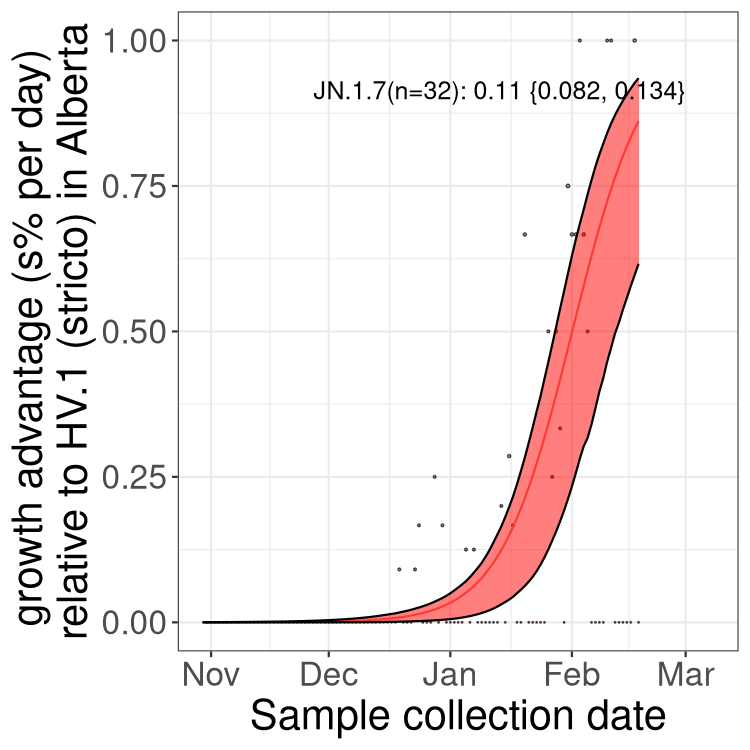 growth advantage (s% per day)
relative to HV.1 (stricto) in Alberta
1.00
0.75
0.50
0.25
0.00
JN.1.7(n=32): 0.11 {0.082, 0.134}
Nov Dec Jan Feb Mar
Sample collection date